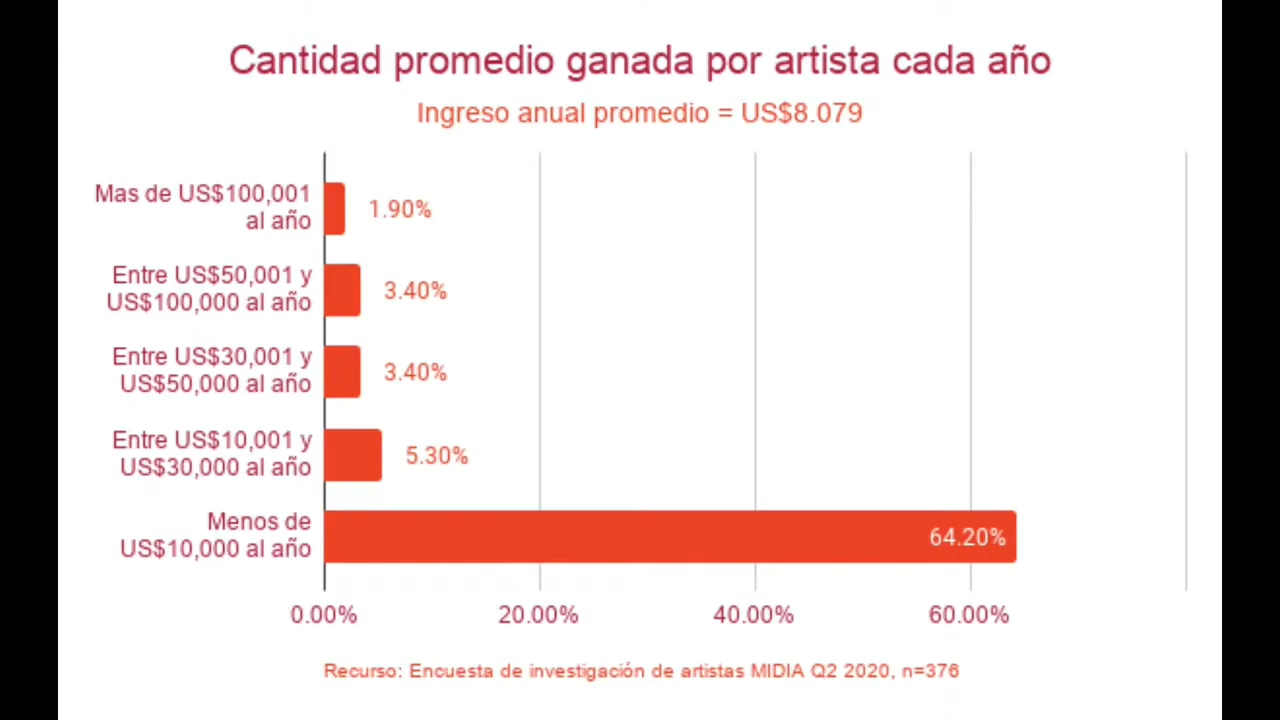 Cantidad promedio ganada por artista cada año
Ingreso anual promedio = US$8.079
Mas de US$100,001
al año
1.90%
Entre US$50,001 y
US$100,000 al año
3.40%
Entre US$30,001 y
US$50,000 al año
3.40%
Entre US$10,001 y
US$30,000 al año
5.30%
Menos de
US$10,000 al año
64.20%
0.00% 20.00% 40.00% 60.00%
Recurso: Encuesta de investigación de artistas MIDIA Q2 2020, n=376